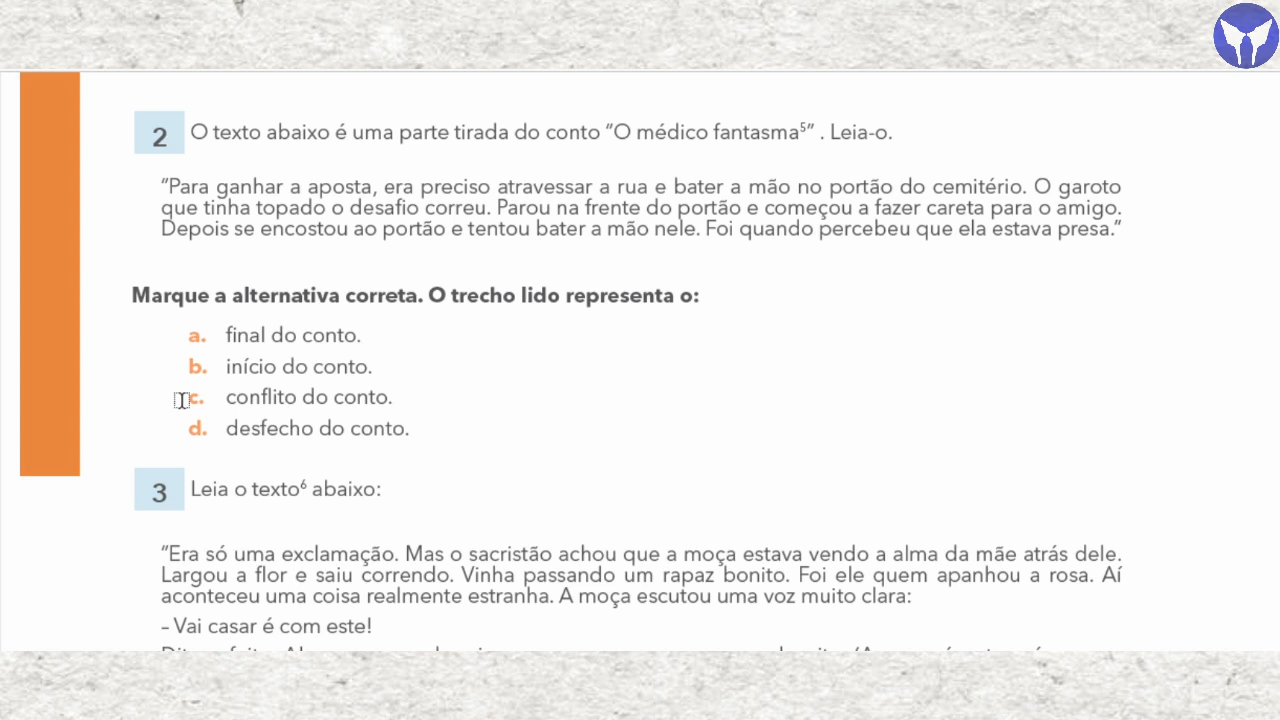 2 O texto abaixo é uma parte tirada do conto “O médico fantasma⁵” . Leia-o.
“Para ganhar a aposta, era preciso atravessar a rua e bater a mão no portão do cemitério. O garoto
que tinha topado o desafio correu. Parou na frente do portão e começou a fazer careta para o amigo.
Depois se encostou ao portão e tentou bater a mão nele. Foi quando percebeu que ela estava presa.”
Marque a alternativa correta. O trecho lido representa o:
a. final do conto.
b. início do conto.
c. conflito do conto.
d. desfecho do conto.
3 Leia o texto⁶ abaixo:
“Era só uma exclamação. Mas o sacristão achou que a moça estava vendo a alma da mãe atrás dele.
Largou a flor e saiu correndo. Vinha passando um rapaz bonito. Foi ele quem apanhou a rosa. Aí
aconteceu uma coisa realmente estranha. A moça escutou uma voz muito clara:
– Vai casar é com este!